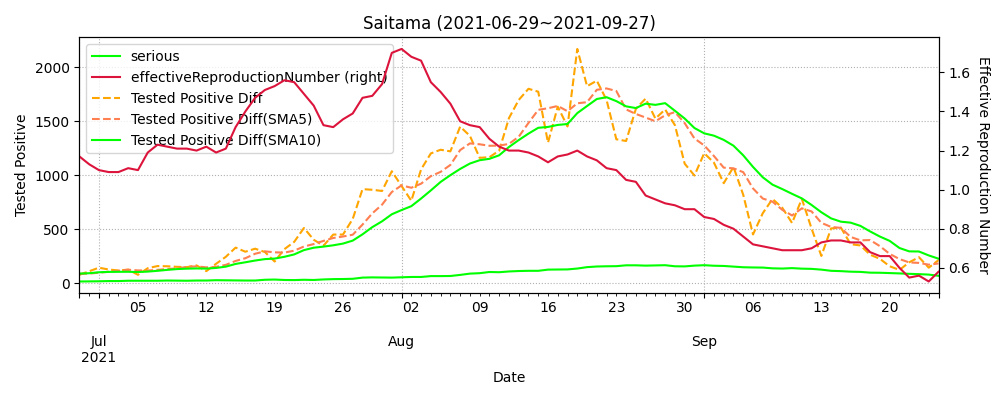 Saitama (2021-06-29~2021-09-27)
serious
effectiveReproductionNumber (right)
Tested Positive Diff
Tested Positive Diff(SMA5)
Tested Positive Diff(SMA10)
Tested Positive
2000
1500
1000
500
0
Effective Reproduction Number
1.6
1.4
1.2
1.0
0.8
0.6
05 12 19 26 02 09 16 23 06 13 20
Jul Aug Sep
2021
Date